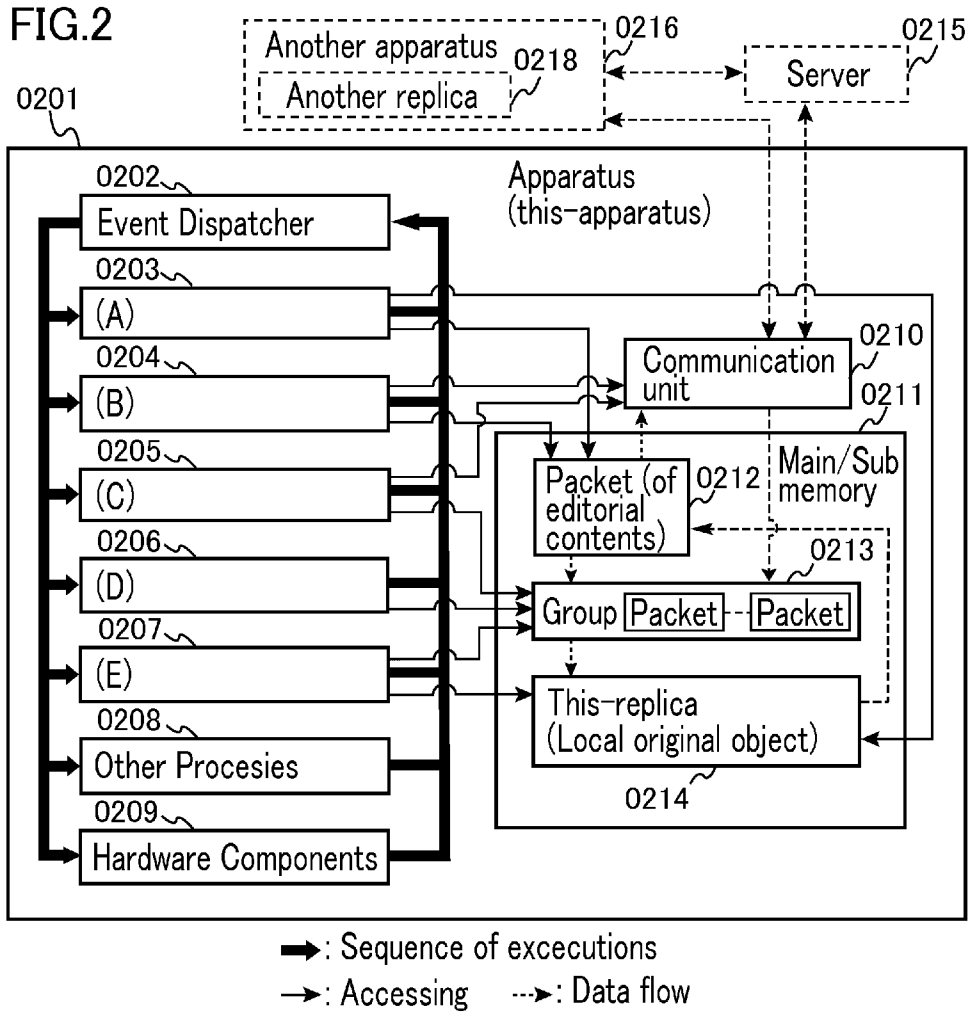 FIG.2
Another apparatus
0216
0218
Another replica
0215
Server
0201
Apparatus
(this-apparatus)
0202
Event Dispatcher
0203
(A)
0204
(B)
0205
(C)
0206
(D)
0207
(E)
0208
Other Procesies
0209
Hardware Components
0210
Communication
unit
0211
Main/Sub
memory
Packet (of
editorial
contents)
0212
0213
Group Packet Packet
This-replica
(Local original object)
0214
: Sequence of excecutions
: Accessing
: Data flow